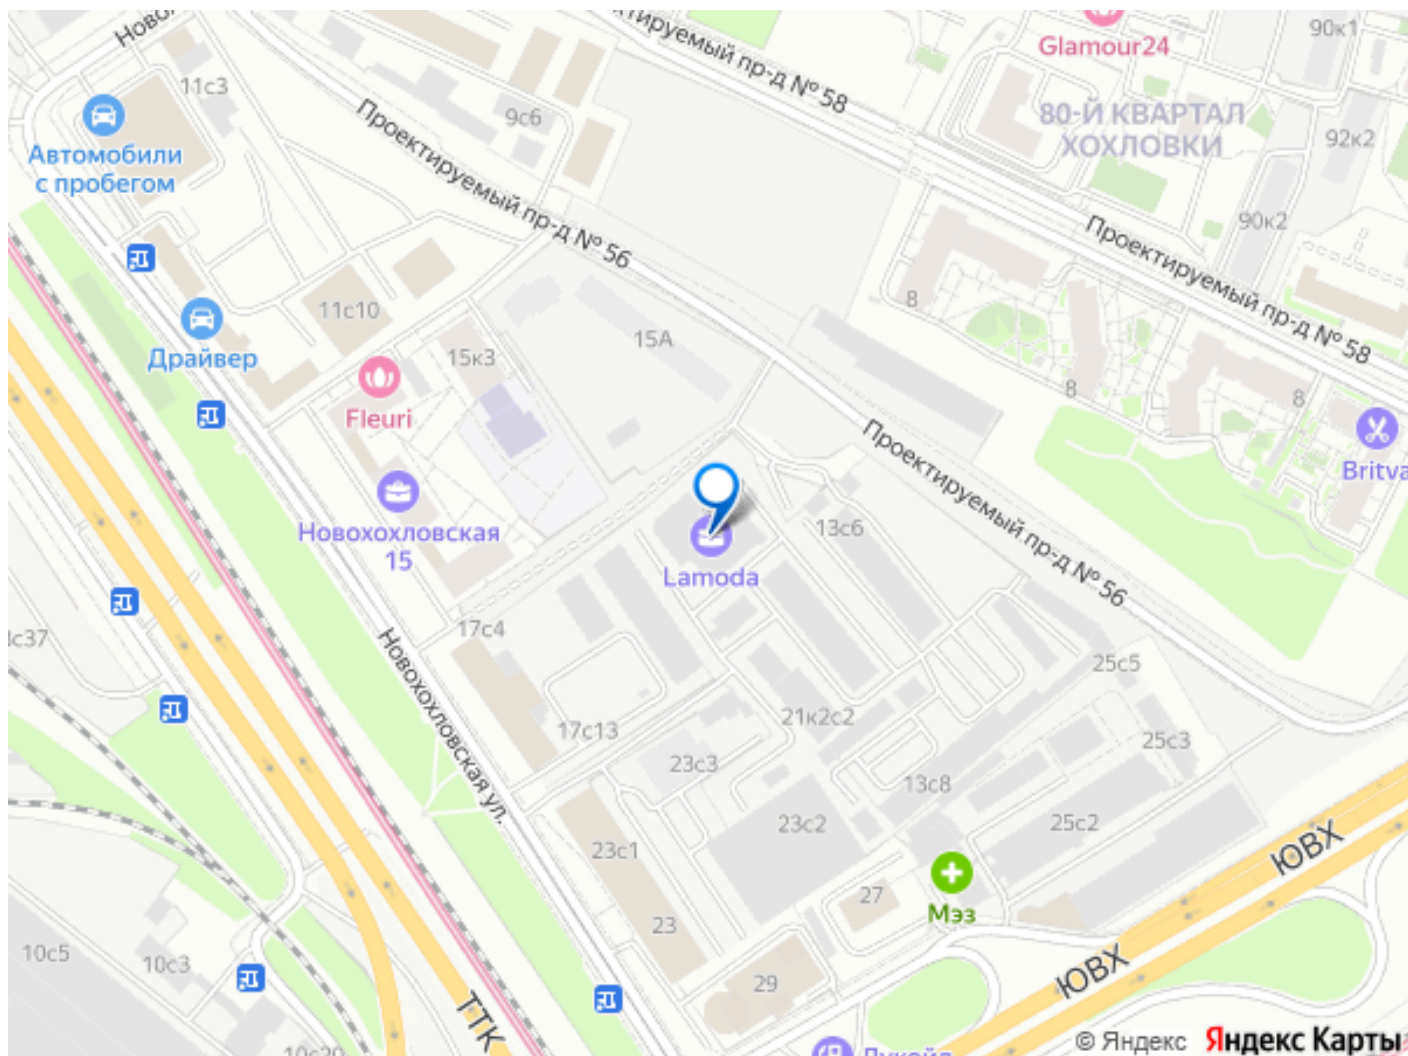 Glamour24
90к1
11с3
Проектируемый пр-д № 58
80-Й КВАРТАЛ
ХОХЛОВКИ
9с6
92к2
Автомобили
с пробегом
Проектируемый пр-д № 56
90к2
Проектируемый пр-д № 58
8
11с10
15А
Драйвер
15к3
8
8
Fleuri
Britva
Проектируемый пр-д № 56
Новохохловская
15
13с6
Lamoda
17с4
Новохохловская ул.
25с5
21к2с2
17с13
25с3
23с3
13с8
23с2
25с2
23с1
ЮВХ
27
Мэз
23
10с5
10с3
29
ЮВХ
ТТК
© Яндекс
Яндекс Карты